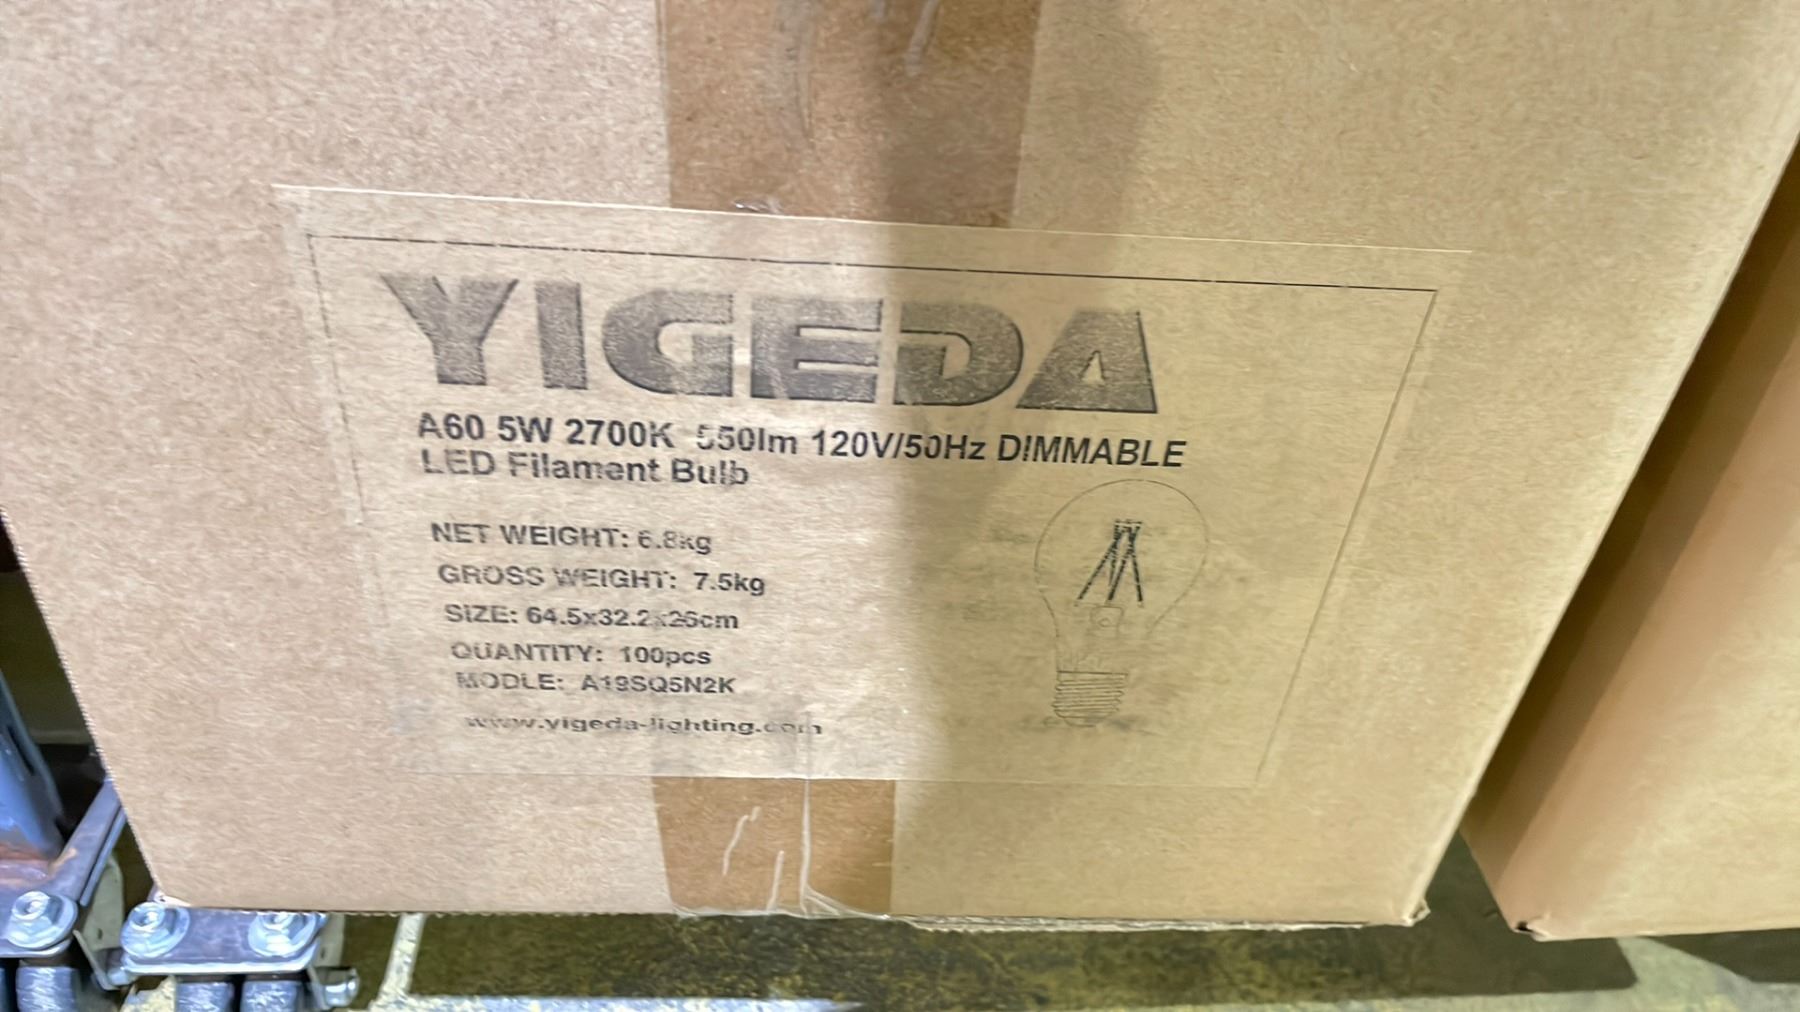 YIGEDA
A60 5W 2700K 550lm 120V/50Hz DIMMABLE
LED Filament Bulb
NET WEIGHT: 6.8kg
GROSS WEIGHT: 7.5kg
SIZE: 64.5x32.2x26cm
QUANTITY: 100pcs
MODLE: A19SQ5N2K
www.yigeda-lighting.com